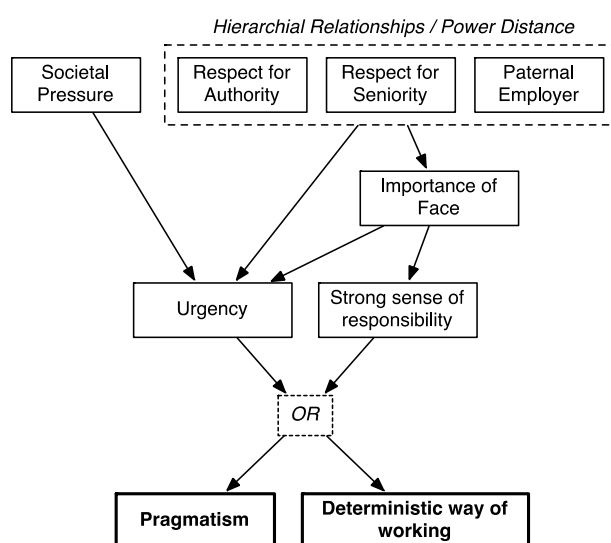 Hierarchial Relationships / Power Distance
Societal
Pressure
Respect for
Authority
Respect for
Seniority
Paternal
Employer
Importance of
Face
Urgency
Strong sense of
responsibility
OR
Pragmatism
Deterministic way of
working